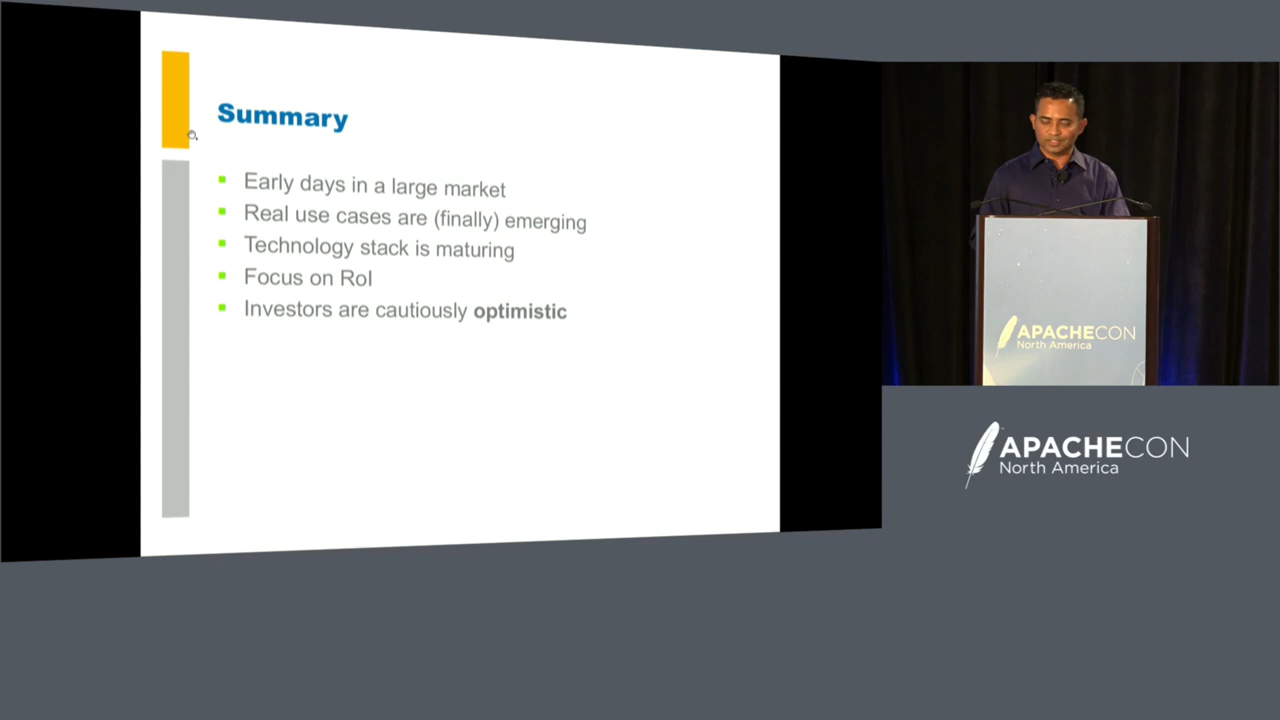 Summary
Early days in a large market
Real use cases are (finally) emerging
Technology stack is maturing
Focus on RoI
Investors are cautiously optimistic
APACHECON
North America
APACHECON
North America